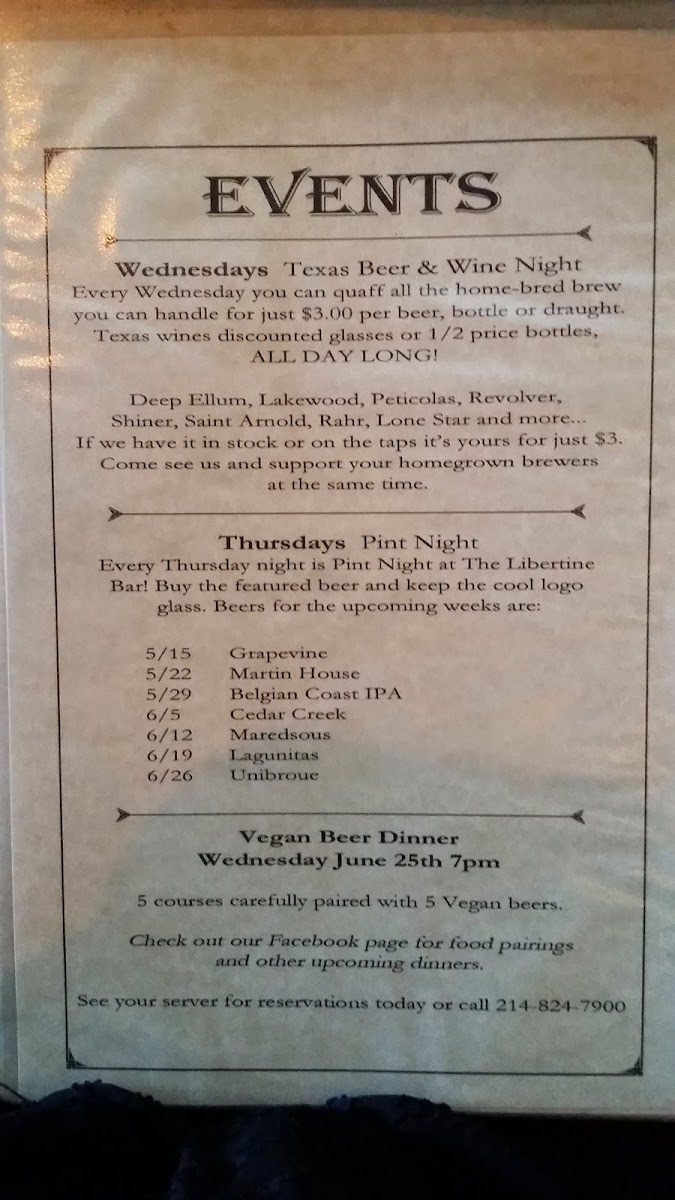 EVENTS
Wednesdays Texas Beer & Wine Night
Every Wednesday you can quaff all the home-bred brew
you can handle for just $3.00 per beer, bottle or draught.
Texas wines discounted glasses or 1/2 price bottles,
ALL DAY LONG!
Deep Ellum, Lakewood, Peticolas, Revolver,
Shiner, Saint Arnold, Rahr, Lone Star and more...
If we have it in stock or on the taps it's yours for just $3.
Come see us and support your homegrown brewers
at the same time.
Thursdays Pint Night
Every Thursday night is Pint Night at The Libertine
Bar! Buy the featured beer and keep the cool logo
glass. Beers for the upcoming weeks are:
5/15 Grapevine
5/22 Martin House
5/29 Belgian Coast IPA
6/5 Cedar Creek
6/12 Maredsous
6/19 Lagunitas
6/26 Unibroue
Vegan Beer Dinner
Wednesday June 25th 7pm
5 courses carefully paired with 5 Vegan beers.
Check out our Facebook page for food pairings
and other upcoming dinners.
See your server for reservations today or call 214-824-7900